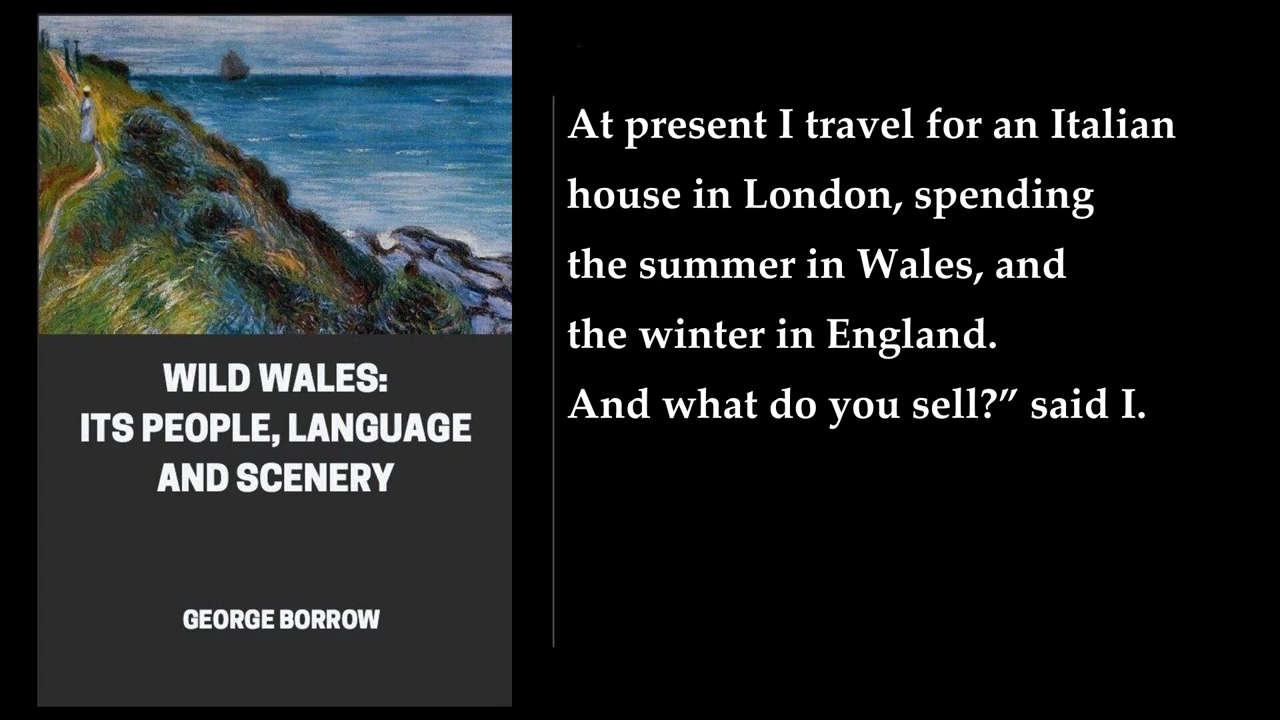 WILD WALES:
ITS PEOPLE, LANGUAGE
AND SCENERY
GEORGE BORROW
At present I travel for an Italian
house in London, spending
the summer in Wales, and
the winter in England.
And what do you sell?” said I.